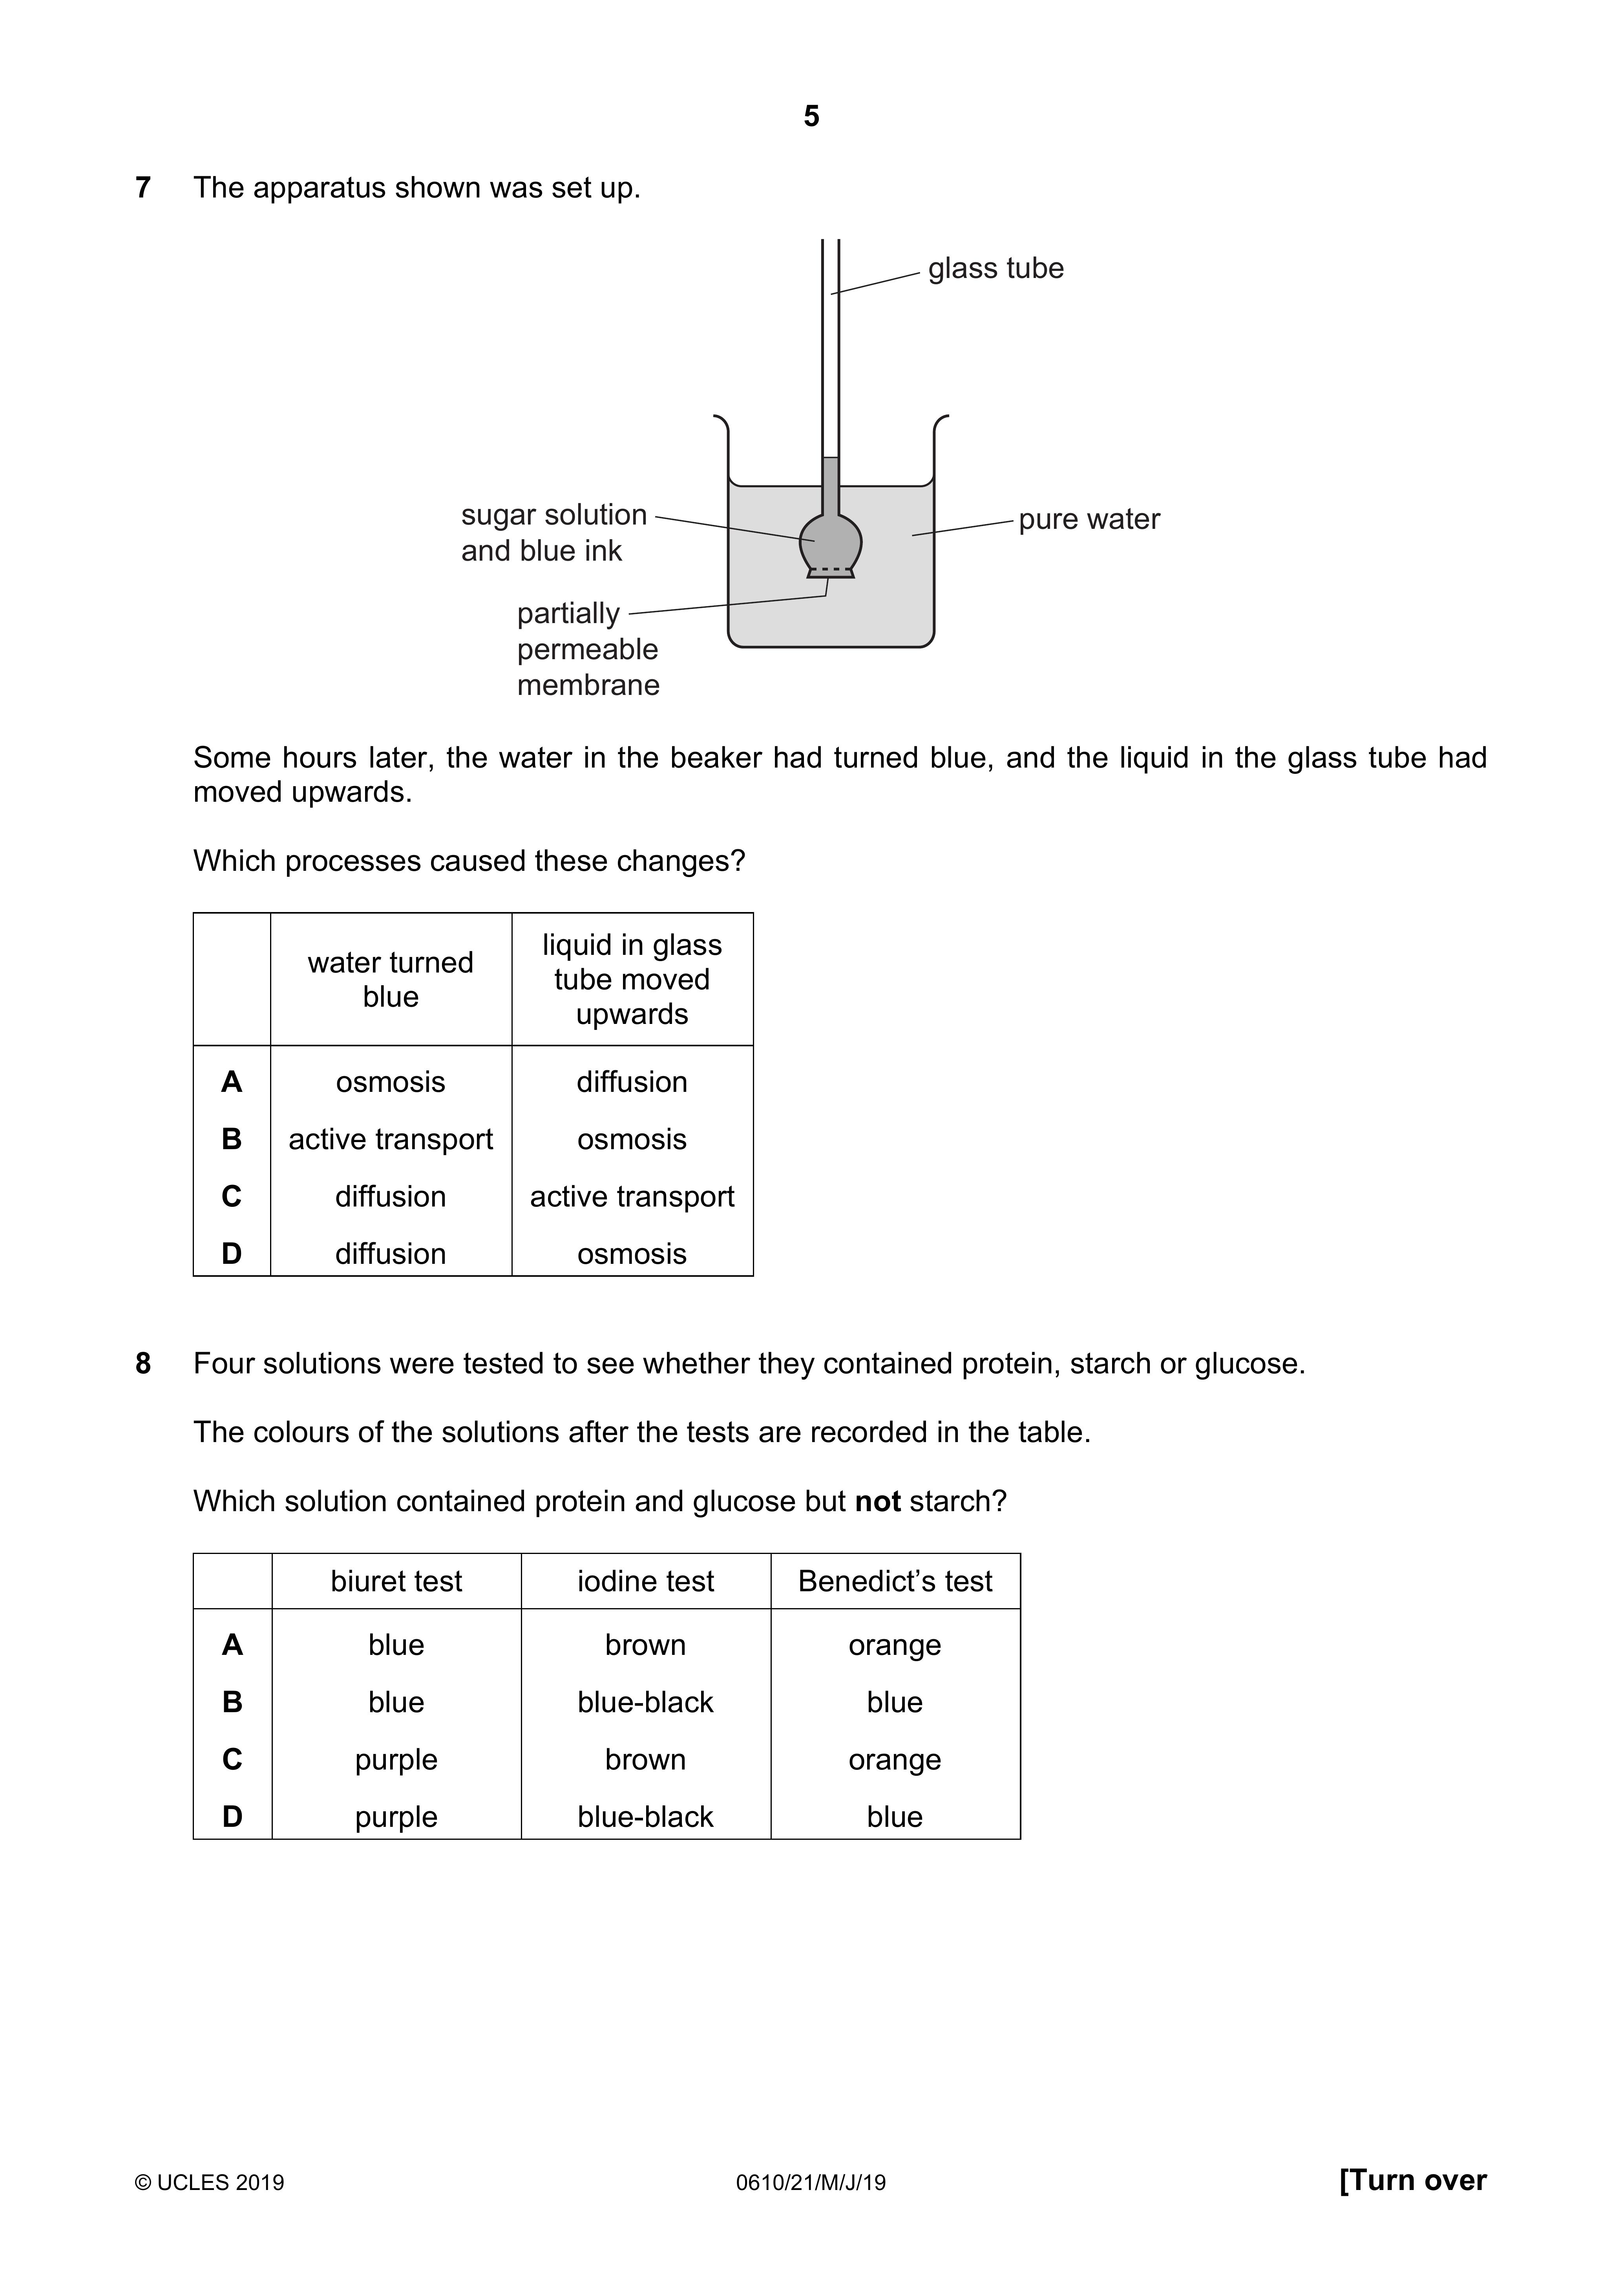 5
7 The apparatus shown was set up.
glass tube
sugar solution
and blue ink
pure water
partially
permeable
membrane
Some hours later, the water in the beaker had turned blue, and the liquid in the glass tube had
moved upwards.
Which processes caused these changes?
water turned
blue
liquid in glass
tube moved
upwards
A osmosis diffusion
B active transport osmosis
C diffusion active transport
D diffusion osmosis
8 Four solutions were tested to see whether they contained protein, starch or glucose.
The colours of the solutions after the tests are recorded in the table.
Which solution contained protein and glucose but not starch?
biuret test iodine test Benedict’s test
A blue brown orange
B blue blue-black blue
C purple brown orange
D purple blue-black blue
© UCLES 2019 0610/21/M/J/19 [Turn over